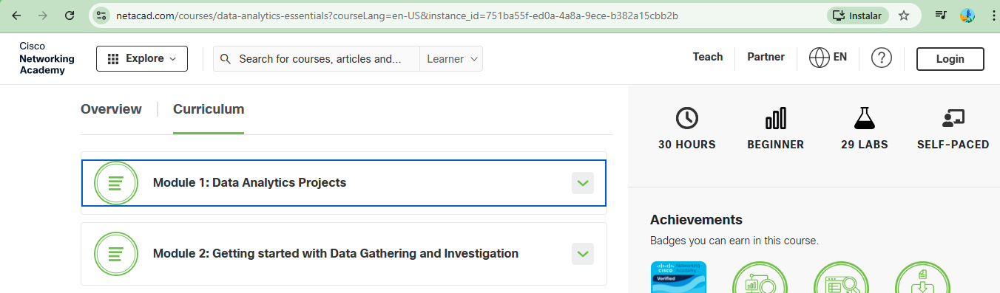 netacad.com/courses/data-analytics-essentials?courseLang=en-US&instance_id=751ba55f-ed0a-4a8a-9ece-b382a15cbb2b
Instalar
Cisco
Networking
Academy
Explore
Search for courses, articles and...
Learner
Teach
Partner
EN
?
Login
Overview
Curriculum
Module 1: Data Analytics Projects
Module 2: Getting started with Data Gathering and Investigation
30 HOURS
BEGINNER
29 LABS
SELF-PACED
Achievements
Badges you can earn in this course.
CISCO
Networking
Academy
Verified